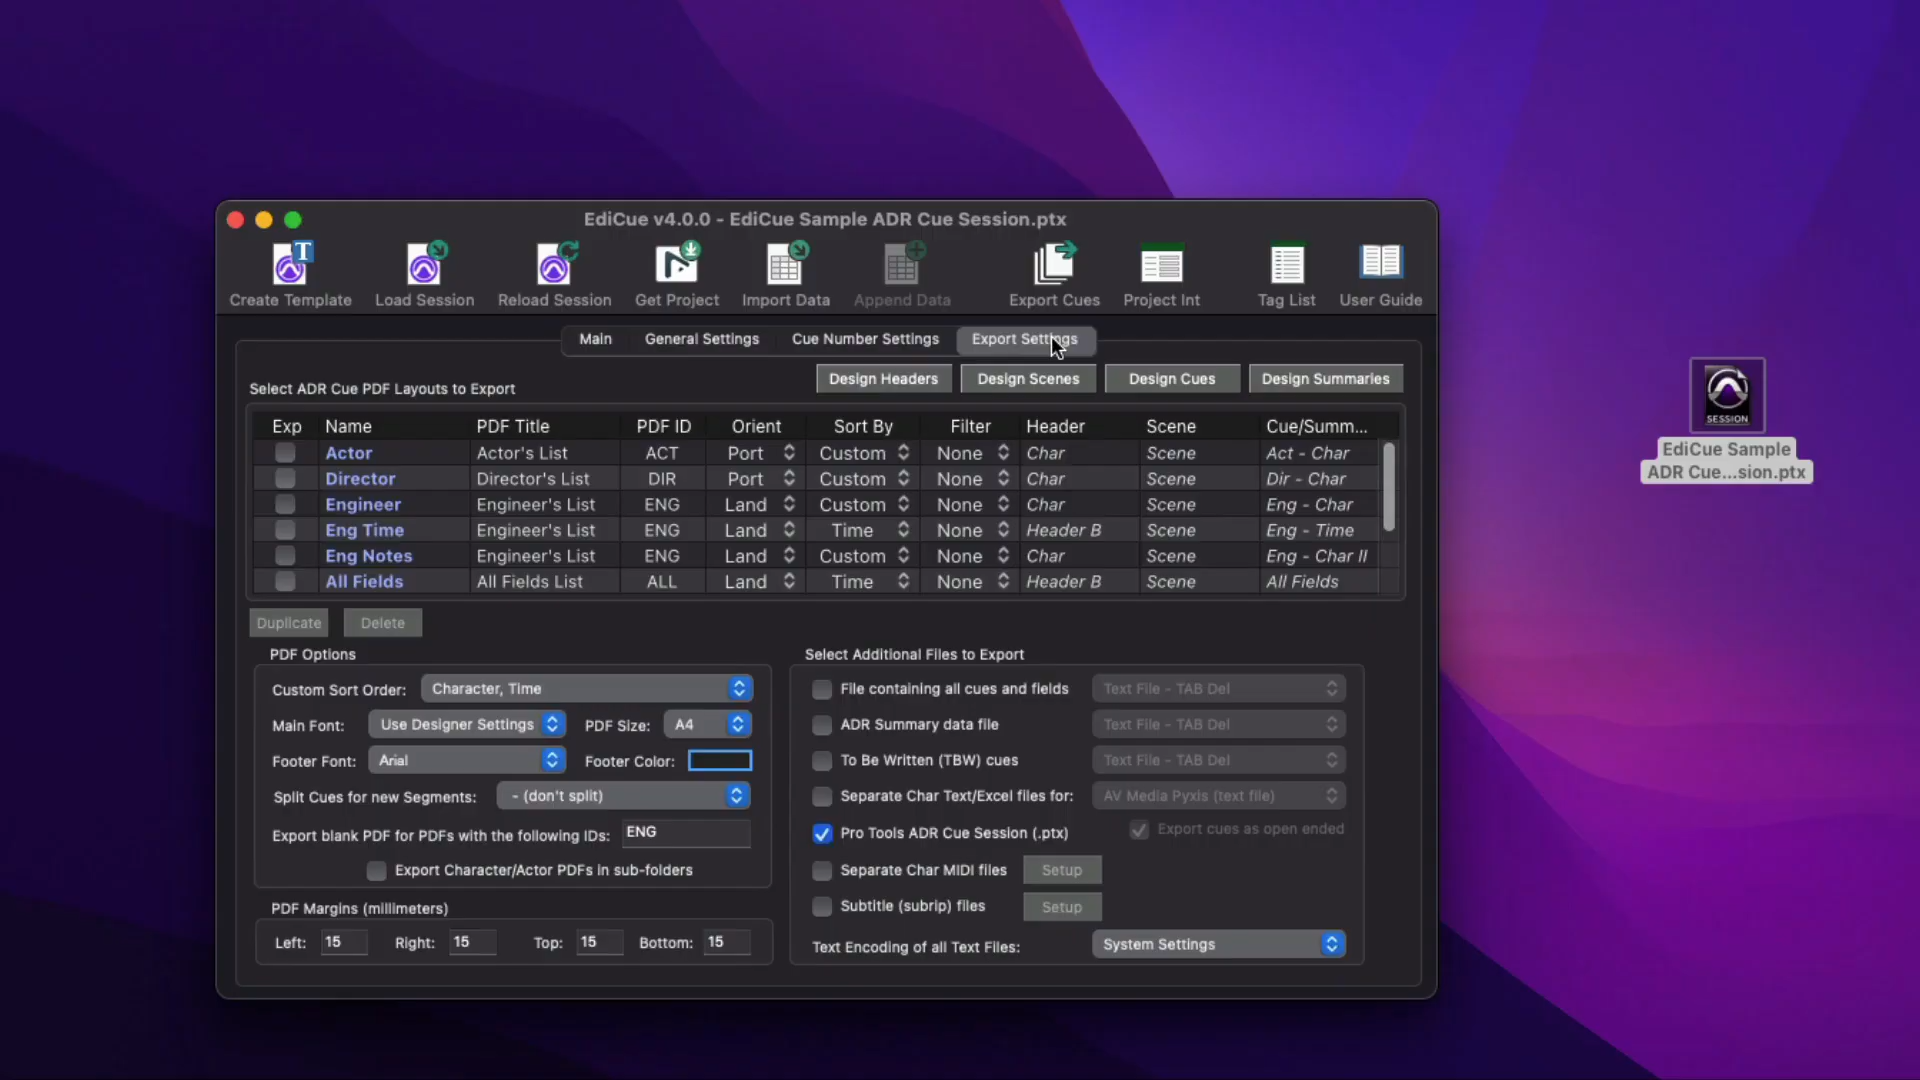 EdiCue v4.0.0 - EdiCue Sample ADR Cue Session.ptx
T
Create Template Load Session Reload Session Get Project Import Data Append Data Export Cues Project Int Tag List User Guide
Main General Settings Cue Number Settings Export Settings
Design Headers Design Scenes Design Cues Design Summaries
Select ADR Cue PDF Layouts to Export
Exp Name PDF Title PDF ID Orient Sort By Filter Header Scene Cue/Summ...
Actor Actor's List ACT Port Custom None Char Scene Act - Char
Director Director's List DIR Port Custom None Char Scene Dir - Char
Engineer Engineer's List ENG Land Custom None Char Scene Eng - Char
Eng Time Engineer's List ENG Land Time None Header B Scene Eng - Time
Eng Notes Engineer's List ENG Land Custom None Char Scene Eng - Char II
All Fields All Fields List ALL Land Time None Header B Scene All Fields
Duplicate Delete
PDF Options
Custom Sort Order: Character, Time
Main Font: Use Designer Settings PDF Size: A4
Footer Font: Arial Footer Color:
Split Cues for new Segments: - (don't split)
Export blank PDF for PDFs with the following IDs: ENG
Export Character/Actor PDFs in sub-folders
PDF Margins (millimeters)
Left: 15 Right: 15 Top: 15 Bottom: 15
Select Additional Files to Export
File containing all cues and fields Text File - TAB Del
ADR Summary data file Text File - TAB Del
To Be Written (TBW) cues Text File - TAB Del
Separate Char Text/Excel files for: AV Media Pyxis (text file)
Pro Tools ADR Cue Session (.ptx) Export cues as open ended
Separate Char MIDI files Setup
Subtitle (subrip) files Setup
Text Encoding of all Text Files: System Settings
SESSION
EdiCue Sample
ADR Cue...sion.ptx